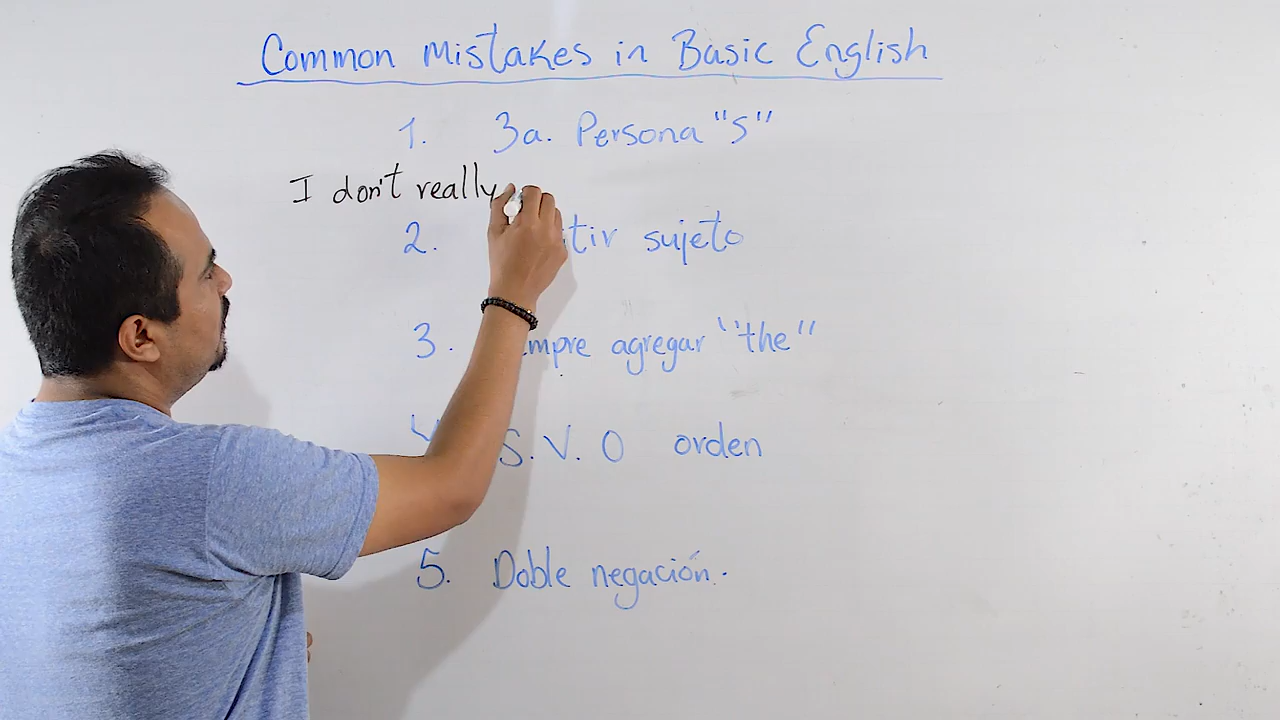 Common Mistakes in Basic English
1. 3a. Persona "S"
I don't really
2. sujeto
3. agregar "the"
S. V. O orden
5. Doble negación.